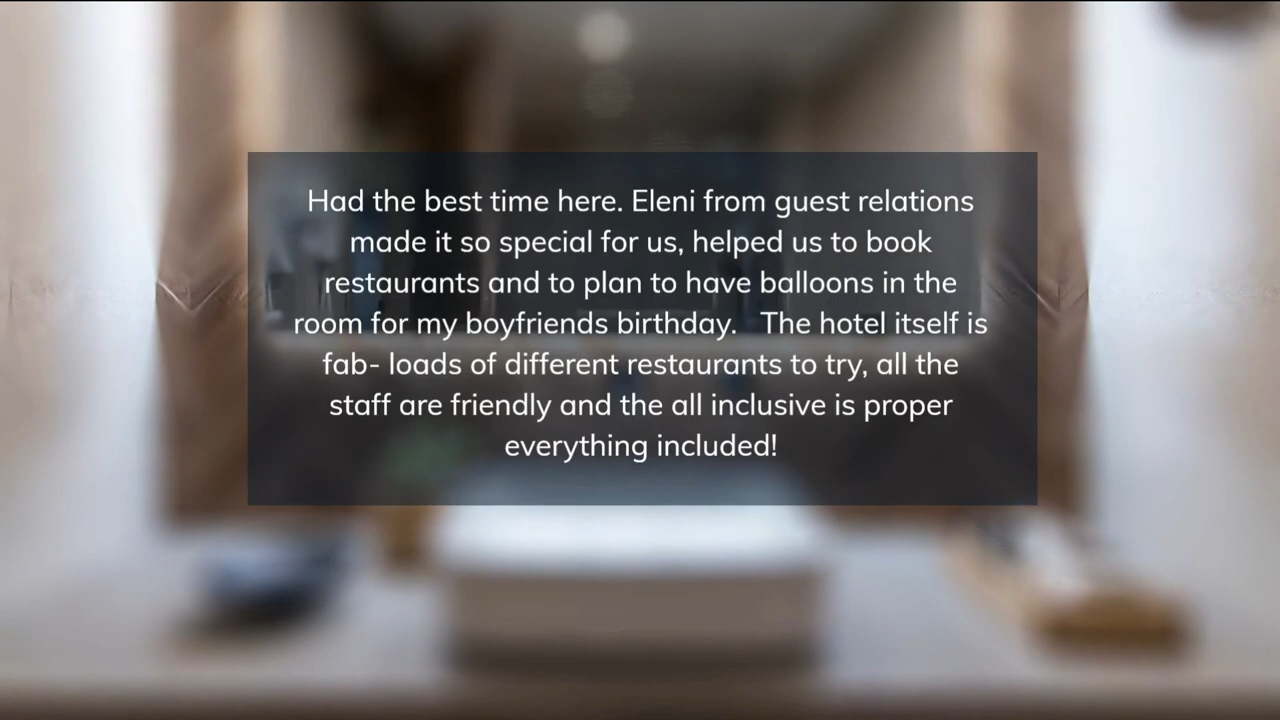 Had the best time here. Eleni from guest relations
made it so special for us, helped us to book
restaurants and to plan to have balloons in the
room for my boyfriends birthday.   The hotel itself is
fab- loads of different restaurants to try, all the
staff are friendly and the all inclusive is proper
everything included!